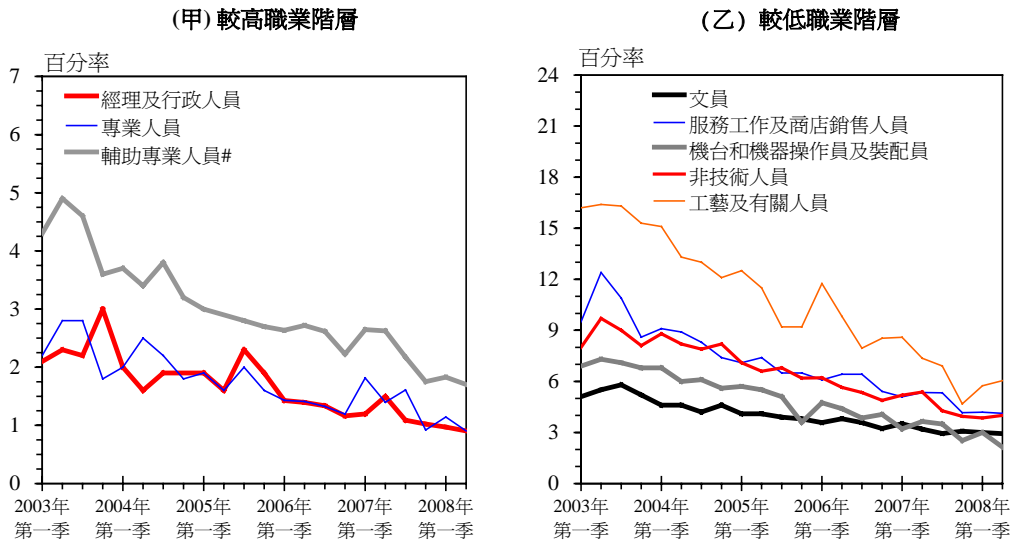 (甲) 較高職業階層
百分率
7
6
5
4
3
2
1
0
經理及行政人員
專業人員
輔助專業人員#
2003年
第一季
2004年
第一季
2005年
第一季
2006年
第一季
2007年
第一季
2008年
第一季
(乙) 較低職業階層
百分率
24
21
18
15
12
9
6
3
0
文員
服務工作及商店銷售人員
機台和機器操作員及裝配員
非技術人員
工藝及有關人員
2003年
第一季
2004年
第一季
2005年
第一季
2006年
第一季
2007年
第一季
2008年
第一季